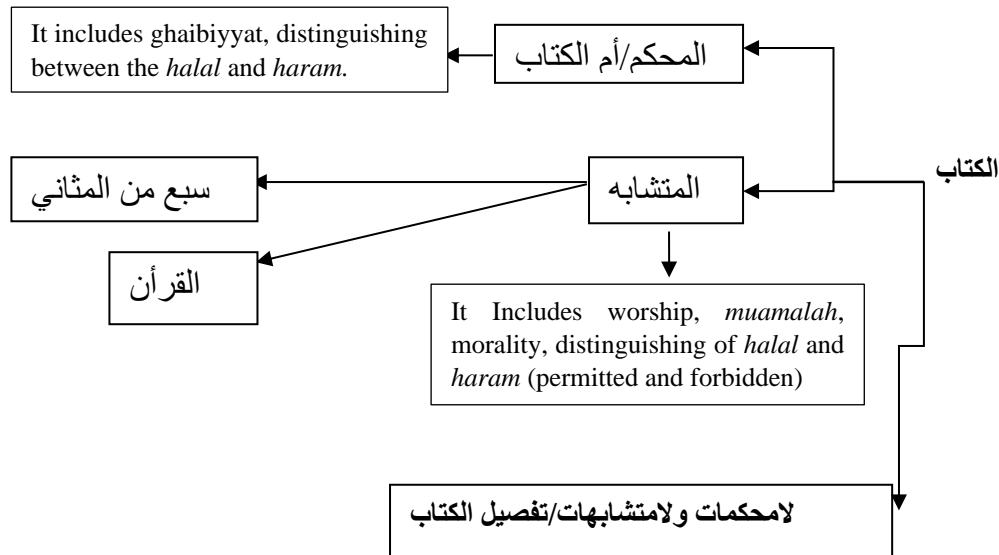 It includes ghaibiyyat, distinguishing
between the halal and haram.
المحكم/أم الكتاب
الكتاب
سبع من المثاني
المتشابه
القرأن
It Includes worship, muamalah,
morality, distinguishing of halal and
haram (permitted and forbidden)
لامحكمات ولامتشابهات/تفصيل الكتاب